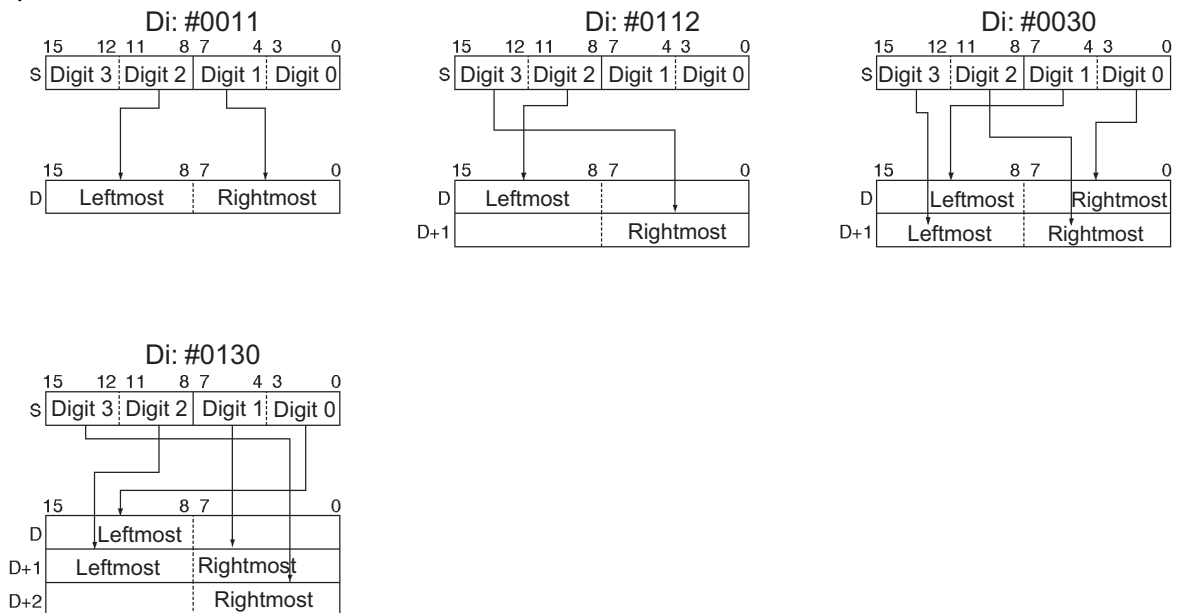 Di: #0011
15 12 11 8 7 4 3 0
S Digit 3 Digit 2 Digit 1 Digit 0
15 8 7 0
D Leftmost Rightmost
Di: #0112
15 12 11 8 7 4 3 0
S Digit 3 Digit 2 Digit 1 Digit 0
15 8 7 0
D Leftmost
D+1 Rightmost
Di: #0030
15 12 11 8 7 4 3 0
S Digit 3 Digit 2 Digit 1 Digit 0
15 8 7 0
D Leftmost Rightmost
D+1 Leftmost Rightmost
Di: #0130
15 12 11 8 7 4 3 0
S Digit 3 Digit 2 Digit 1 Digit 0
15 8 7 0
D Leftmost
D+1 Leftmost Rightmost
D+2 Rightmost